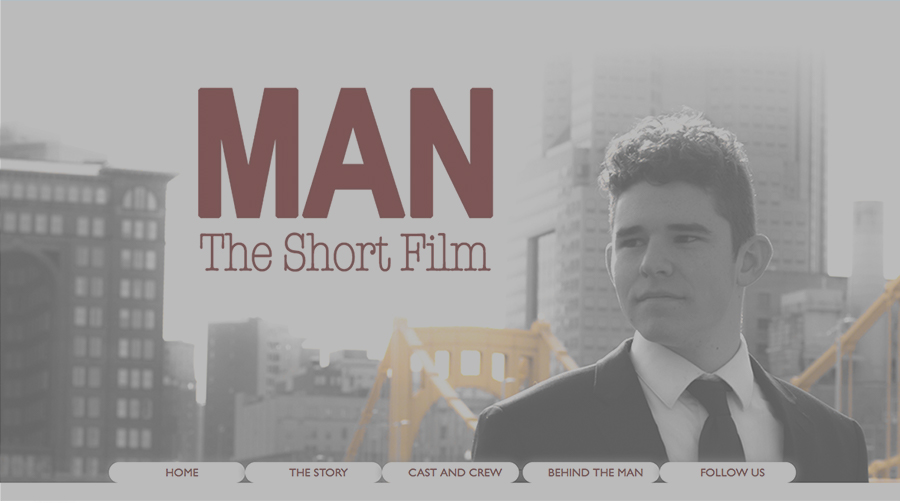 MAN
The Short Film
HOME THE STORY CAST AND CREW BEHIND THE MAN FOLLOW US